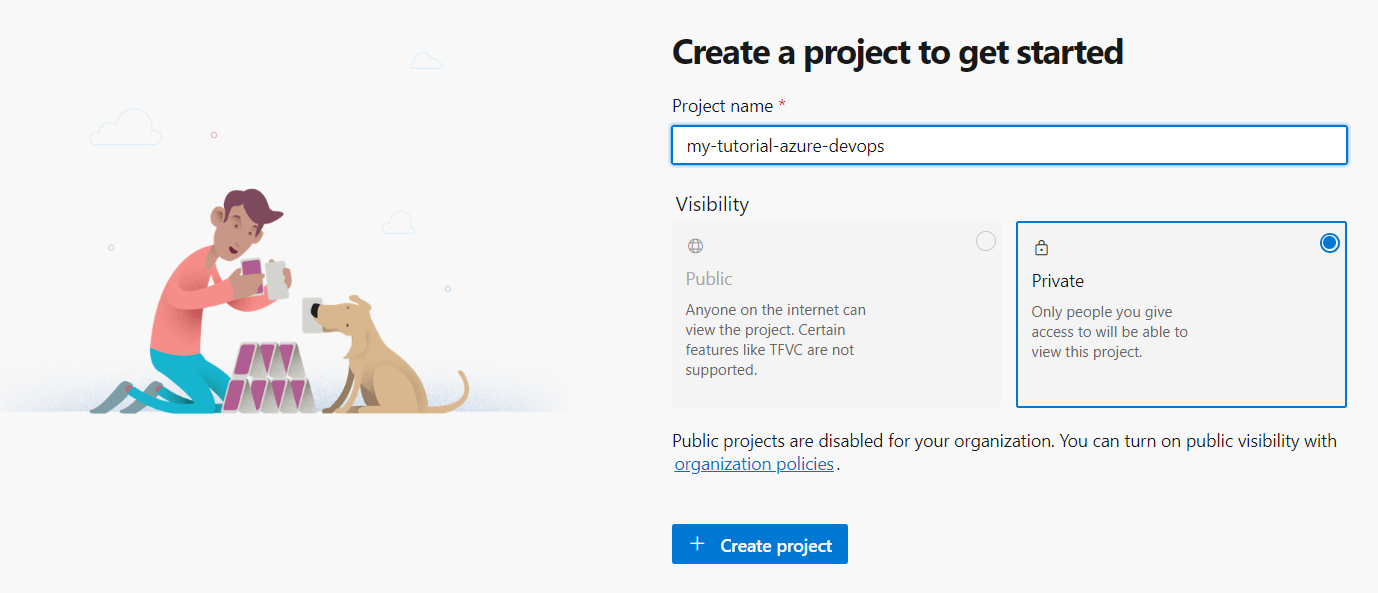 Create a project to get started
Project name *
my-tutorial-azure-devops
Visibility
Public
Anyone on the internet can
view the project. Certain
features like TFVC are not
supported.
Private
Only people you give
access to will be able to
view this project.
Public projects are disabled for your organization. You can turn on public visibility with
organization policies.
+ Create project